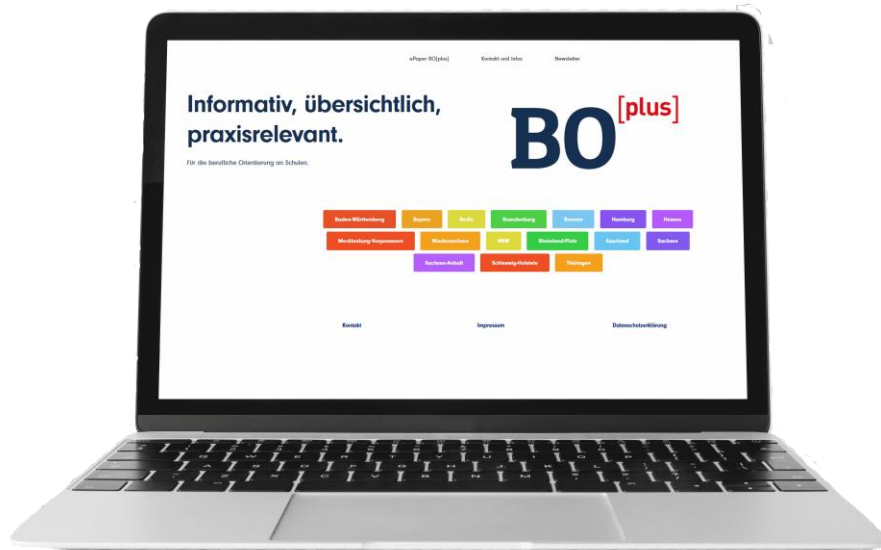 ePaper BO[plus] Kontakt und Infos Newsletter
Informativ, übersichtlich,
praxisrelevant.
Für die berufliche Orientierung an Schulen.
BO[plus]
Baden-Württemberg Bayern Berlin Brandenburg Bremen Hamburg Hessen
Mecklenburg-Vorpommern Niedersachsen NRW Rheinland-Pfalz Saarland Sachsen
Sachsen-Anhalt Schleswig-Holstein Thüringen
Kontakt Impressum Datenschutzerklärung
Q W E R T Y U I O P
A S D F G H J K L
Z X C V B N M